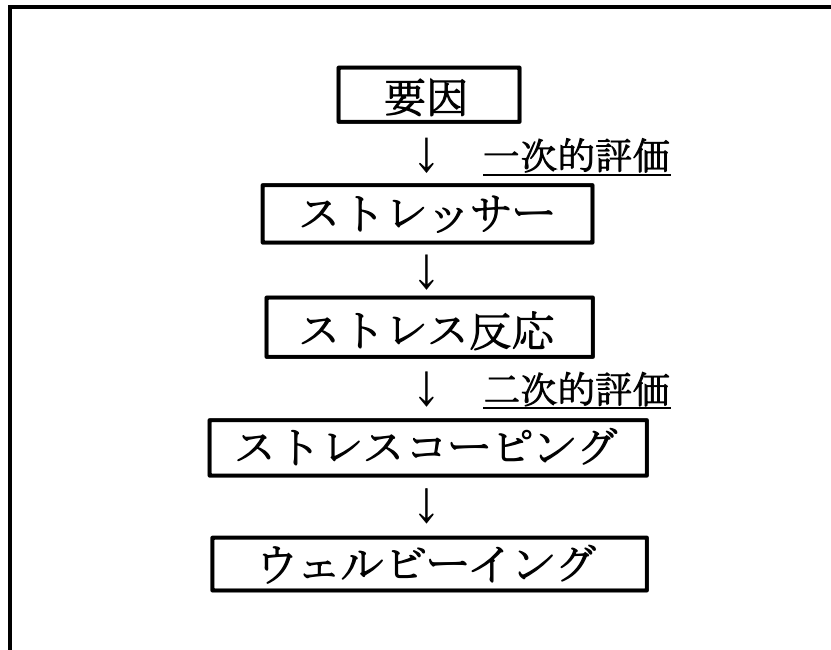 要因
↓ 一次的評価
ストレッサー
↓
ストレス反応
↓ 二次的評価
ストレスコーピング
↓
ウェルビーイング